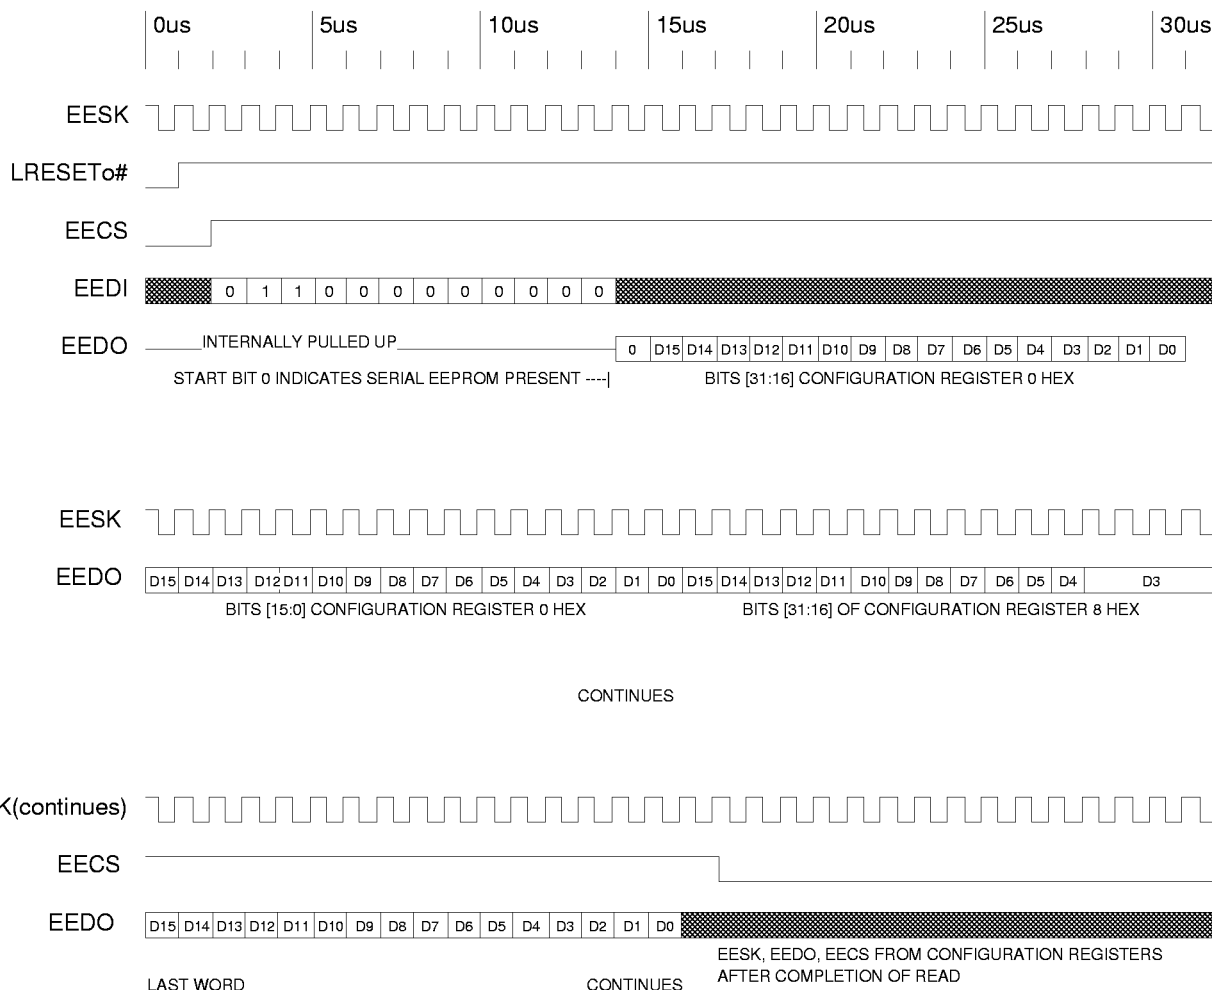 0us 5us 10us 15us 20us 25us 30us
EESK
LRESETo#
EECS
EEDI 0 1 1 0 0 0 0 0 0 0 0 0
EEDO INTERNALLY PULLED UP 0 D15 D14 D13 D12 D11 D10 D9 D8 D7 D6 D5 D4 D3 D2 D1 D0
START BIT 0 INDICATES SERIAL EEPROM PRESENT ----| BITS [31:16] CONFIGURATION REGISTER 0 HEX
EESK
EEDO D15 D14 D13 D12 D11 D10 D9 D8 D7 D6 D5 D4 D3 D2 D1 D0 D15 D14 D13 D12 D11 D10 D9 D8 D7 D6 D5 D4 D3
BITS [15:0] CONFIGURATION REGISTER 0 HEX BITS [31:16] OF CONFIGURATION REGISTER 8 HEX
CONTINUES
K(continues)
EECS
EEDO D15 D14 D13 D12 D11 D10 D9 D8 D7 D6 D5 D4 D3 D2 D1 D0
EESK, EEDO, EECS FROM CONFIGURATION REGISTERS
AFTER COMPLETION OF READ
LAST WORD CONTINUES